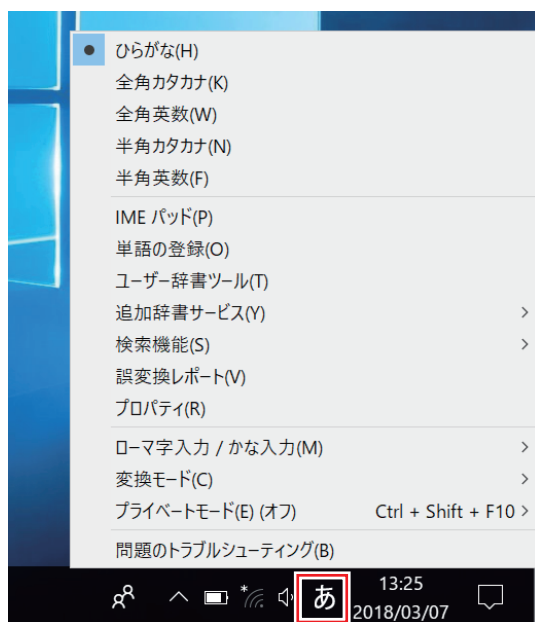 ひらがな(H)
全角カタカナ(K)
全角英数(W)
半角カタカナ(N)
半角英数(F)
IME パッド(P)
単語の登録(O)
ユーザー辞書ツール(T)
追加辞書サービス(Y)
検索機能(S)
誤変換レポート(V)
プロパティ(R)
ローマ字入力 / かな入力(M)
変換モード(C)
プライベートモード(E) (オフ) Ctrl + Shift + F10
問題のトラブルシューティング(B)
あ
13:25
2018/03/07